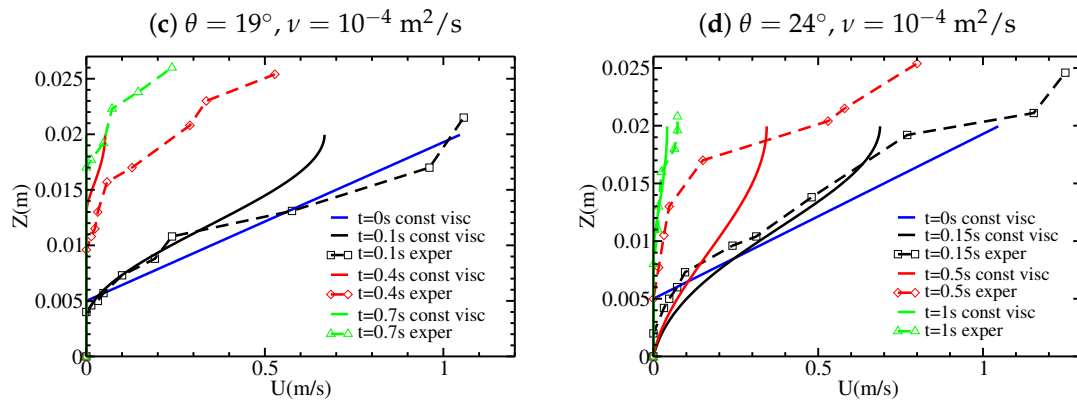 (c) θ = 19°, ν = 10⁻⁴ m²/s
0.025
0.02
0.015
0.01
0.005
0
Z(m)
0
0.5
1
U(m/s)
t=0s const visc
t=0.1s const visc
t=0.1s exper
t=0.4s const visc
t=0.4s exper
t=0.7s const visc
t=0.7s exper
(d) θ = 24°, ν = 10⁻⁴ m²/s
0.025
0.02
0.015
0.01
0.005
0
Z(m)
0
0.5
1
U(m/s)
t=0s const visc
t=0.15s const visc
t=0.15s exper
t=0.5s const visc
t=0.5s exper
t=1s const visc
t=1s exper